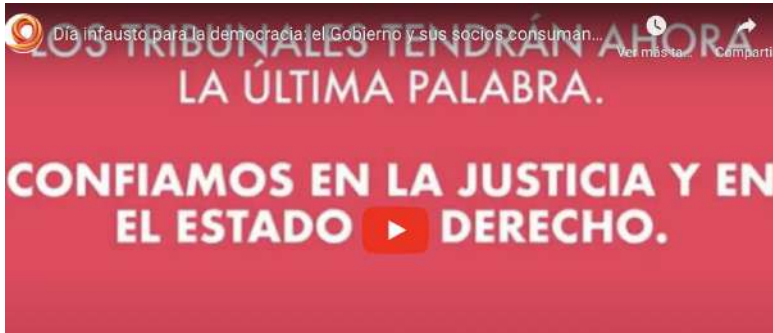 Día infausto para la democracia: el Gobierno y sus socios consuman...
Ver más ta...
Comparti
LOS TRIBUNALES TENDRÁN AHORA
LA ÚLTIMA PALABRA.
CONFIAMOS EN LA JUSTICIA Y EN
EL ESTADO DERECHO.